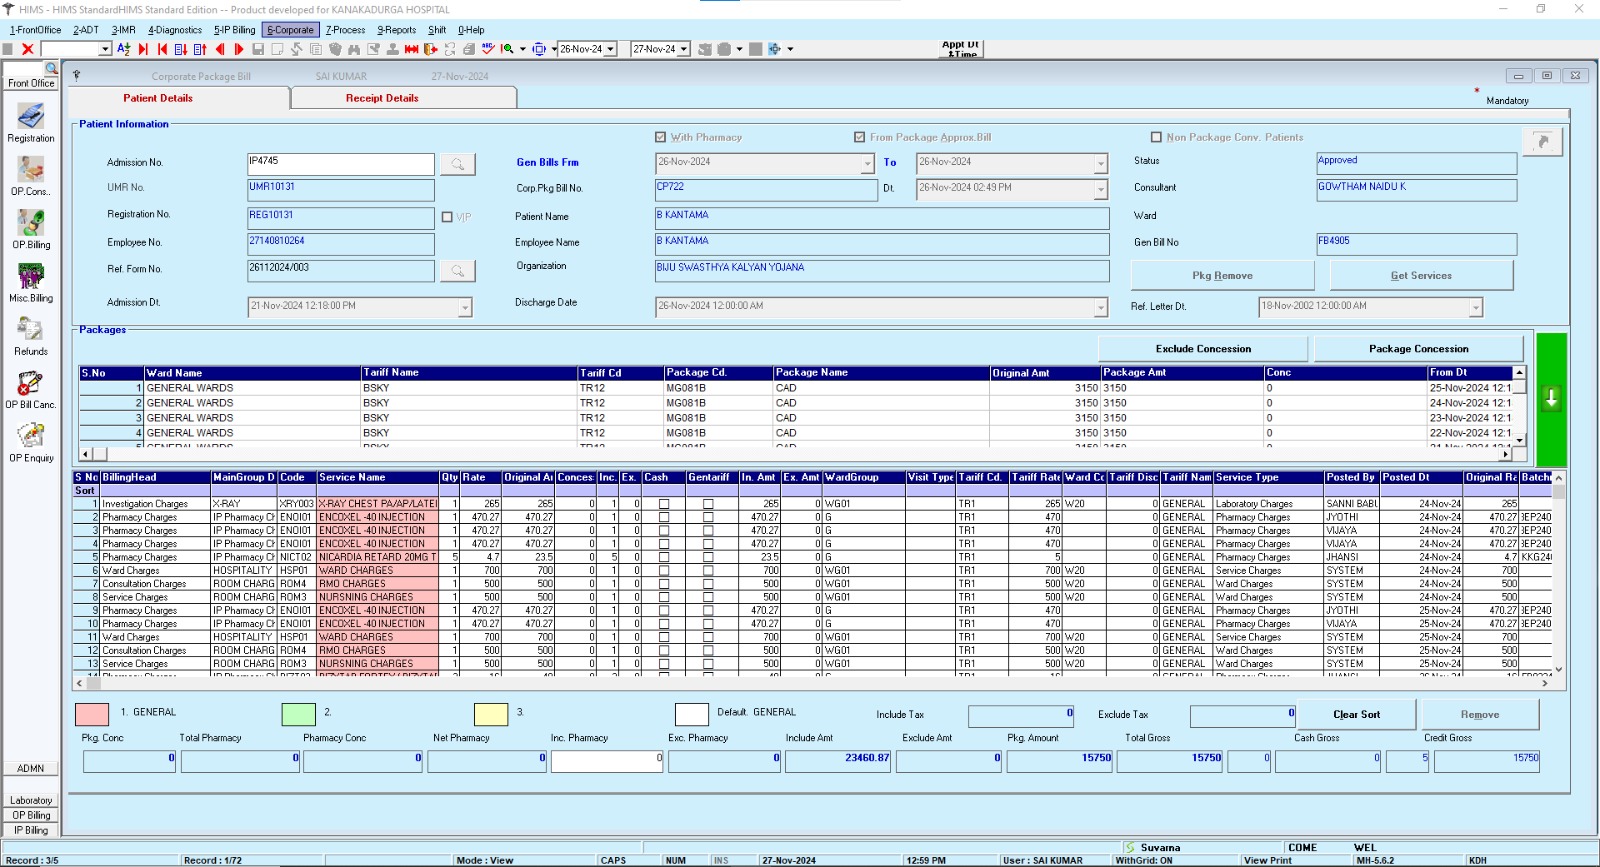 HIMS - HIMS StandardHIMS Standard Edition -- Product developed for KANAKADURGA HOSPITAL
1-FrontOffice 2-ADT 3-IMR 4-Diagnostics 5-IP Billing 6-Corporate 7-Process 9-Reports Shift 0-Help
26-Nov-24 27-Nov-24 Appt Dt &Time
Front Office
Corporate Package Bill SAI KUMAR 27-Nov-2024
Patient Details Receipt Details * Mandatory
Registration
OP.Cons..
OP.Billing
Misc.Billing
Refunds
OP Bill Canc.
OP Enquiry
ADMN
Laboratory
OP Billing
IP Billing
Patient Information
With Pharmacy From Package Approx.Bill Non Package Conv. Patients
Admission No. IP4745 Gen Bills Frm 26-Nov-2024 To 26-Nov-2024 Status Approved
UMR No. UMR10131 Corp.Pkg Bill No. CP722 Dt. 26-Nov-2024 02:49 PM Consultant GOWTHAM NAIDU K
Registration No. REG10131 VIP Patient Name B KANTAMA Ward
Employee No. 27140810264 Employee Name B KANTAMA Gen Bill No FB4905
Ref. Form No. 26112024/003 Organization BIJU SWASTHYA KALYAN YOJANA Pkg Remove Get Services
Admission Dt. 21-Nov-2024 12:18:00 PM Discharge Date 26-Nov-2024 12:00:00 AM Ref. Letter Dt. 18-Nov-2002 12:00:00 AM
Packages
Exclude Concession Package Concession
S.No Ward Name Tariff Name Tariff Cd Package Cd. Package Name Original Amt Package Amt Conc From Dt
1 GENERAL WARDS BSKY TR12 MG081B CAD 3150 3150 0 25-Nov-2024 12:1
2 GENERAL WARDS BSKY TR12 MG081B CAD 3150 3150 0 24-Nov-2024 12:1
3 GENERAL WARDS BSKY TR12 MG081B CAD 3150 3150 0 23-Nov-2024 12:1
4 GENERAL WARDS BSKY TR12 MG081B CAD 3150 3150 0 22-Nov-2024 12:1
S No BillingHead MainGroup D Code Service Name Qty Rate Original Ar Conces: Inc. Ex. Cash Gentariff In. Amt Ex. Amt WardGroup Visit Type Tariff Cd. Tariff Rate Ward Cc Tariff Disc Tariff Nam Service Type Posted By Posted Dt Original Ra Batchr
Sort
1 Investigation Charges X-RAY XRY003 X-RAY CHEST PA/AP/LATEI 1 265 265 0 1 0 265 0 WG01 TR1 265 W20 0 GENERAL Laboratory Charges SANNI BABU 24-Nov-24 265
2 Pharmacy Charges IP Pharmacy Ch ENOI01 ENCOXEL -40 INJECTION 1 470.27 470.27 0 1 0 470.27 0 G TR1 470 0 GENERAL Pharmacy Charges JYOTHI 24-Nov-24 470.27 3EP240
3 Pharmacy Charges IP Pharmacy Ch ENOI01 ENCOXEL -40 INJECTION 1 470.27 470.27 0 1 0 470.27 0 G TR1 470 0 GENERAL Pharmacy Charges VIJAYA 24-Nov-24 470.27 3EP240
4 Pharmacy Charges IP Pharmacy Ch ENOI01 ENCOXEL -40 INJECTION 1 470.27 470.27 0 1 0 470.27 0 G TR1 470 0 GENERAL Pharmacy Charges VIJAYA 24-Nov-24 470.27 3EP240
5 Pharmacy Charges IP Pharmacy Ch NICT02 NICARDIA RETARD 20MG T 5 4.7 23.5 0 5 0 23.5 0 G TR1 5 0 GENERAL Pharmacy Charges JHANSI 24-Nov-24 4.7 KKG24
6 Ward Charges HOSPITALITY HSP01 WARD CHARGES 1 700 700 0 1 0 700 0 WG01 TR1 700 W20 0 GENERAL Service Charges SYSTEM 24-Nov-24 700
7 Consultation Charges ROOM CHARG ROM4 RMO CHARGES 1 500 500 0 1 0 500 0 WG01 TR1 500 W20 0 GENERAL Ward Charges SYSTEM 24-Nov-24 500
8 Service Charges ROOM CHARG ROM3 NURSNING CHARGES 1 500 500 0 1 0 500 0 WG01 TR1 500 W20 0 GENERAL Ward Charges SYSTEM 24-Nov-24 500
9 Pharmacy Charges IP Pharmacy Ch ENOI01 ENCOXEL -40 INJECTION 1 470.27 470.27 0 1 0 470.27 0 G TR1 470 0 GENERAL Pharmacy Charges JYOTHI 25-Nov-24 470.27 3EP240
10 Pharmacy Charges IP Pharmacy Ch ENOI01 ENCOXEL -40 INJECTION 1 470.27 470.27 0 1 0 470.27 0 G TR1 470 0 GENERAL Pharmacy Charges VIJAYA 25-Nov-24 470.27 3EP240
11 Ward Charges HOSPITALITY HSP01 WARD CHARGES 1 700 700 0 1 0 700 0 WG01 TR1 700 W20 0 GENERAL Service Charges SYSTEM 25-Nov-24 700
12 Consultation Charges ROOM CHARG ROM4 RMO CHARGES 1 500 500 0 1 0 500 0 WG01 TR1 500 W20 0 GENERAL Ward Charges SYSTEM 25-Nov-24 500
13 Service Charges ROOM CHARG ROM3 NURSNING CHARGES 1 500 500 0 1 0 500 0 WG01 TR1 500 W20 0 GENERAL Ward Charges SYSTEM 25-Nov-24 500
1. GENERAL 2. 3. Default. GENERAL Include Tax 0 Exclude Tax 0 Clear Sort Remove
Pkg. Conc Total Pharmacy Pharmacy Conc Net Pharmacy Inc. Pharmacy Exc. Pharmacy Include Amt Exclude Amt Pkg. Amount Total Gross Cash Gross Credit Gross
0 0 0 0 0 0 23460.87 0 15750 15750 0 0 5 15750
Suvarna COME WEL
Record : 3/5 Record : 1/72 Mode : View CAPS NUM INS 27-Nov-2024 12:59 PM User : SAI KUMAR WithGrid: ON View Print MH-5.6.2 KDH